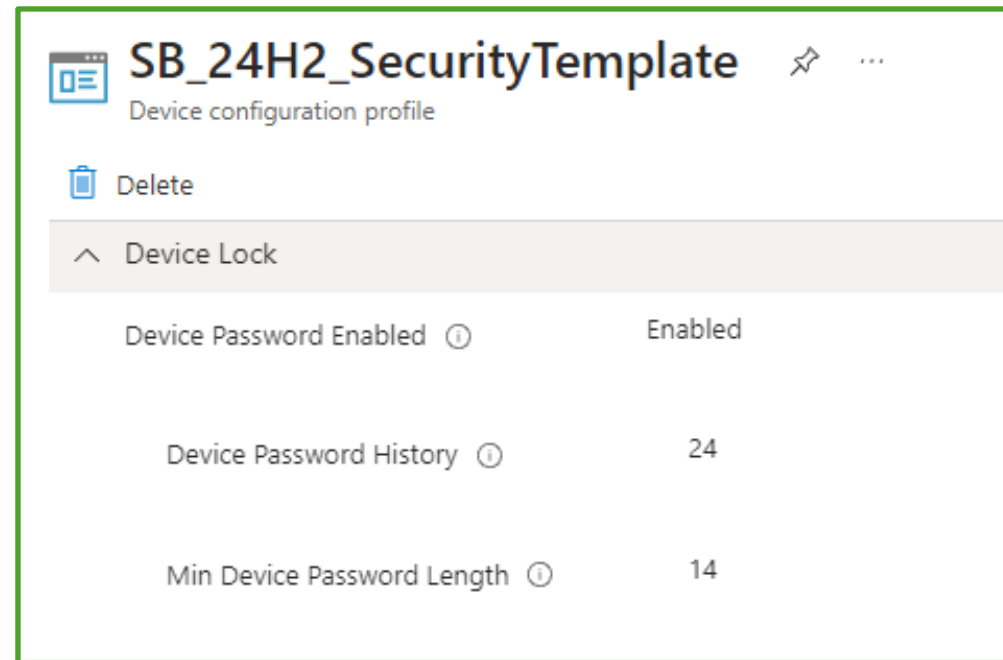 SB_24H2_SecurityTemplate
Device configuration profile
Delete
Device Lock
Device Password Enabled Enabled
Device Password History 24
Min Device Password Length 14